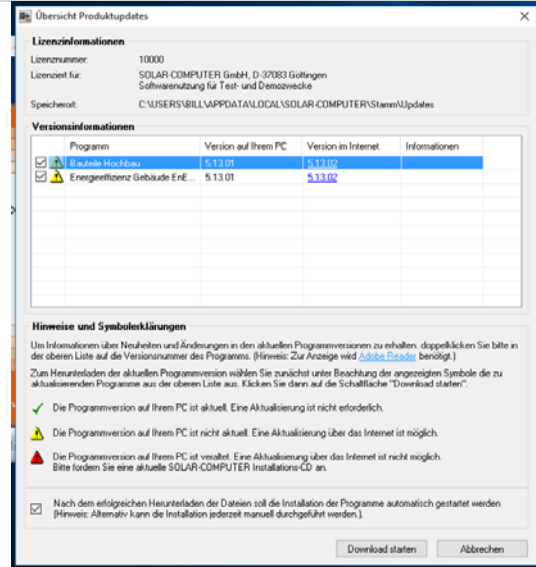 Übersicht Produktupdates
Lizenzinformationen
Lizenznummer: 10000
Lizenziert für: SOLAR-COMPUTER GmbH, D-37083 Göttingen
Softwarenutzung für Test- und Demozwecke
Speicherort: C:\USERS\BILL\APPDATA\LOCAL\SOLAR-COMPUTER\Stamm\Updates
Versionsinformationen
Programm Version auf Ihrem PC Version im Internet Informationen
Bauteile Hochbau 5.13.01 5.13.02
Energieeffizienz Gebäude EnE... 5.13.01 5.13.02
Hinweise und Symbolerklärungen
Um Informationen über Neuheiten und Änderungen in den aktuellen Programmversionen zu erhalten, doppelklicken Sie bitte in
der oberen Liste auf die Versionsnummer des Programms. (Hinweis: Zur Anzeige wird Adobe Reader benötigt.)
Zum Herunterladen der aktuellen Programmversion wählen Sie zunächst unter Beachtung der angezeigten Symbole die zu
aktualisierenden Programme aus der oberen Liste aus. Klicken Sie dann auf die Schaltfläche "Download starten".
Die Programmversion auf Ihrem PC ist aktuell. Eine Aktualisierung ist nicht erforderlich.
Die Programmversion auf Ihrem PC ist nicht aktuell. Eine Aktualisierung über das Internet ist möglich.
Die Programmversion auf Ihrem PC ist veraltet. Eine Aktualisierung über das Internet ist nicht möglich.
Bitte fordern Sie eine aktuelle SOLAR-COMPUTER Installations-CD an.
Nach dem erfolgreichen Herunterladen der Dateien soll die Installation der Programme automatisch gestartet werden
(Hinweis: Alternativ kann die Installation jederzeit manuell durchgeführt werden.).
Download starten Abbrechen